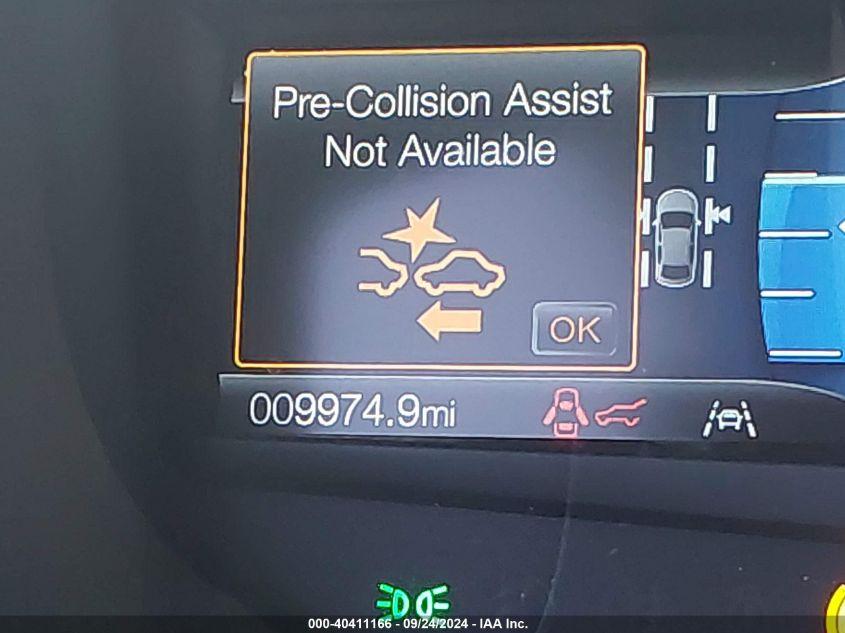 Pre-Collision Assist
Not Available
OK
009974.9mi
000-40411166 - 09/24/2024 - IAA Inc.